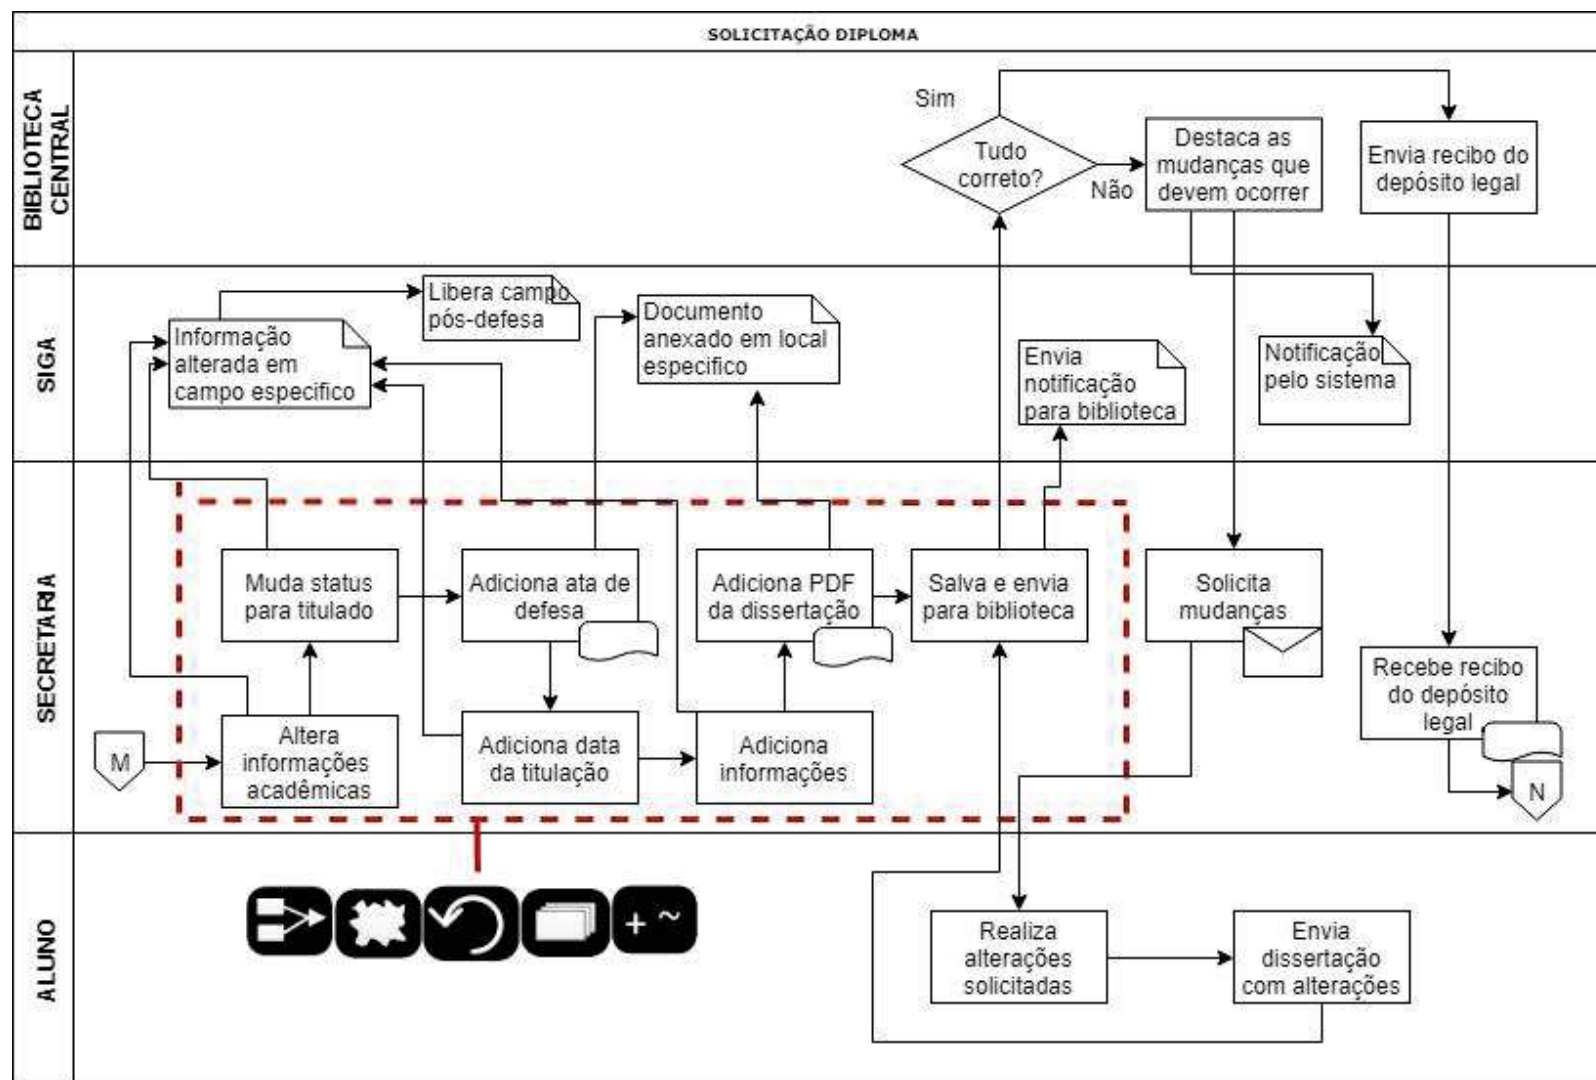 SOLICITAÇÃO DIPLOMA
BIBLIOTECA
CENTRAL
Sim
Tudo
correto?
Não
Destaca as
mudanças que
devem ocorrer
Envia recibo do
depósito legal
SIGA
Informação
alterada em
campo especifico
Libera campo
pós-defesa
Documento
anexado em local
especifico
Envia
notificação
para biblioteca
Notificação
pelo sistema
SECRETARIA
Muda status
para titulado
Adiciona ata de
defesa
Adiciona PDF
da dissertação
Salva e envia
para biblioteca
Solicita
mudanças
Recebe recibo
do depósito
legal
M
Altera
informações
acadêmicas
Adiciona data
da titulação
Adiciona
informações
N
ALUNO
+ ~
Realiza
alterações
solicitadas
Envia
dissertação
com alterações